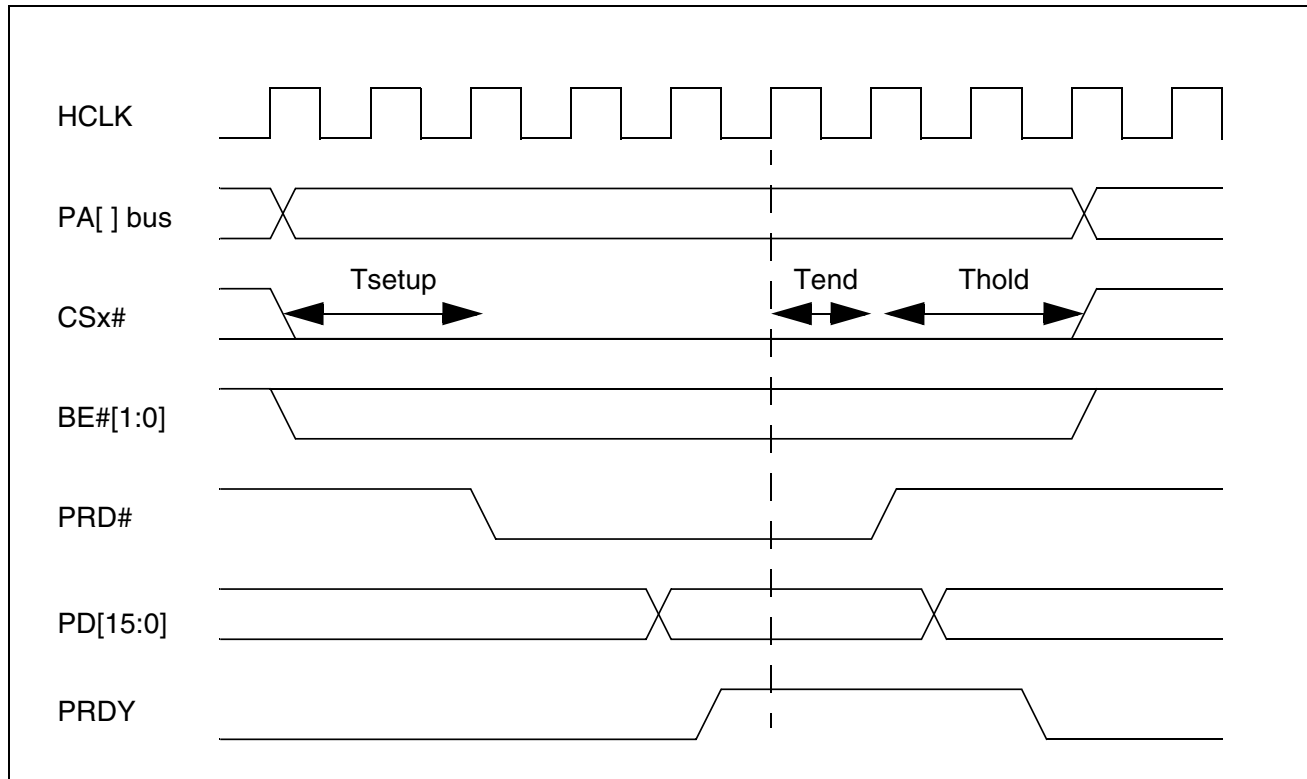 HCLK
PA[ ] bus
Tsetup Tend Thold
CSx#
BE#[1:0]
PRD#
PD[15:0]
PRDY